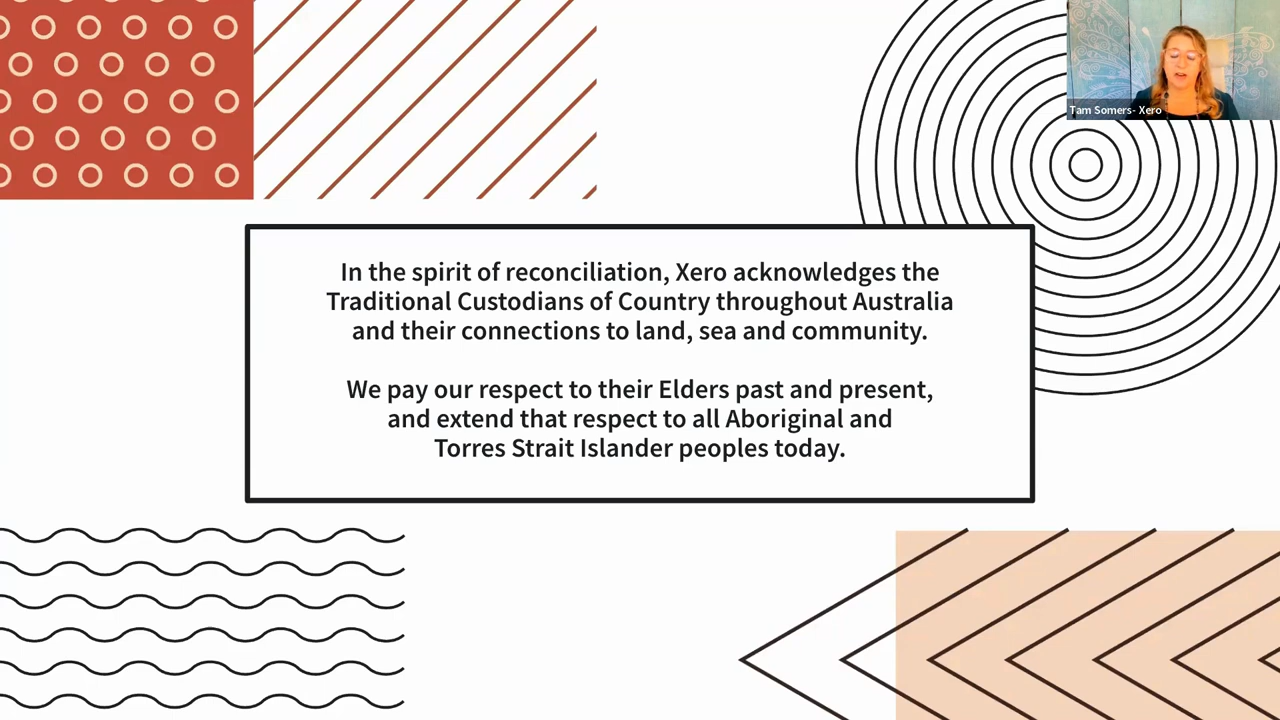 Tam Somers- Xero
In the spirit of reconciliation, Xero acknowledges the
Traditional Custodians of Country throughout Australia
and their connections to land, sea and community.
We pay our respect to their Elders past and present,
and extend that respect to all Aboriginal and
Torres Strait Islander peoples today.